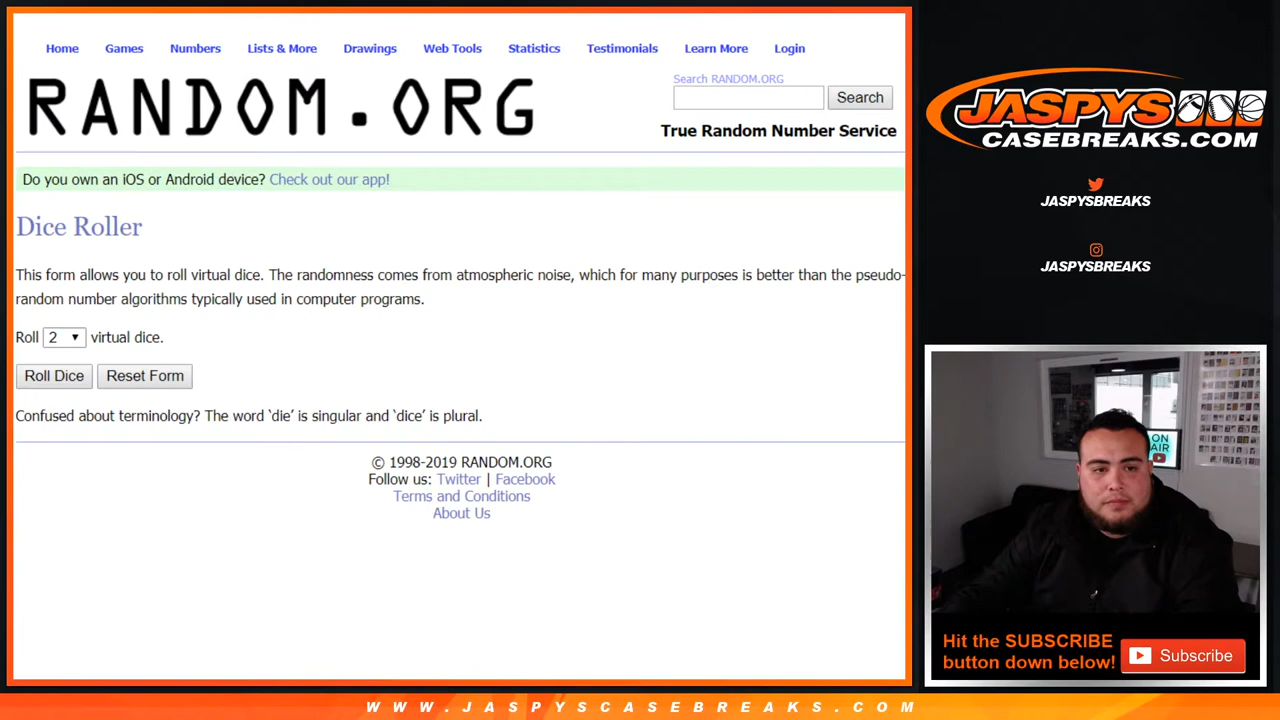 Home Games Numbers Lists & More Drawings Web Tools Statistics Testimonials Learn More Login
RANDOM.ORG
Search RANDOM.ORG
Search
True Random Number Service
Do you own an iOS or Android device? Check out our app!
Dice Roller
This form allows you to roll virtual dice. The randomness comes from atmospheric noise, which for many purposes is better than the pseudo-
random number algorithms typically used in computer programs.
Roll 2 virtual dice.
Roll Dice Reset Form
Confused about terminology? The word ‘die’ is singular and ‘dice’ is plural.
© 1998-2019 RANDOM.ORG
Follow us: Twitter | Facebook
Terms and Conditions
About Us
JASPYS
CASEBREAKS.COM
JASPYSBREAKS
JASPYSBREAKS
ON
AIR
Hit the SUBSCRIBE
button down below!
Subscribe
WWW.JASPYSCASEBREAKS.COM